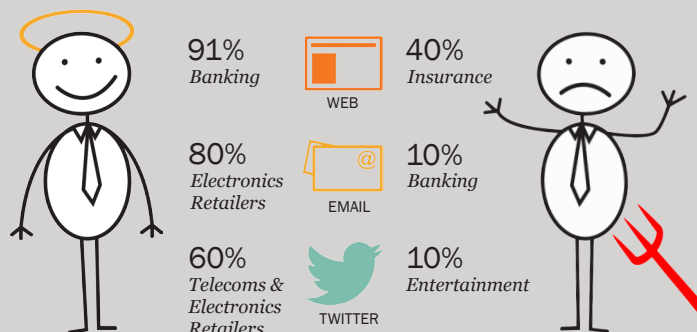 91%
Banking
WEB
40%
Insurance
80%
Electronics
Retailers
@
EMAIL
10%
Banking
60%
Telecoms &
Electronics
Retailers
TWITTER
10%
Entertainment